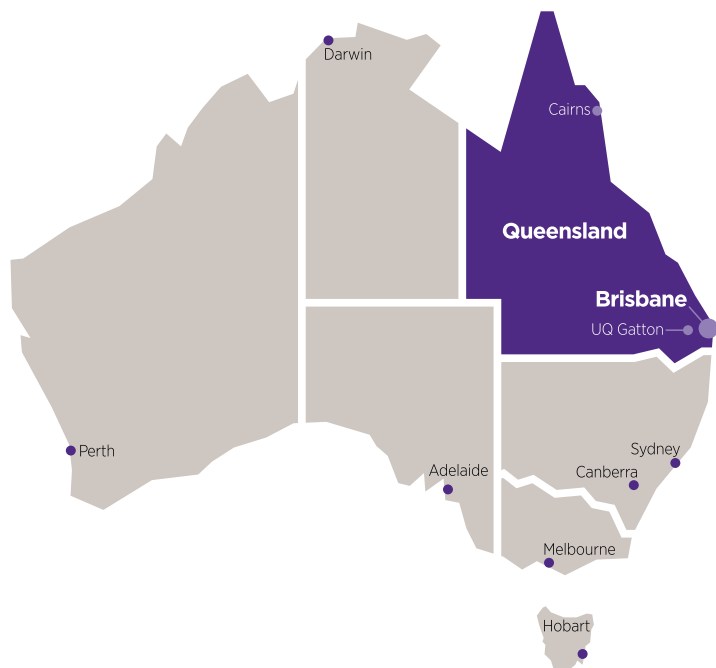 Darwin
Cairns
Queensland
Brisbane
UQ Gatton
Perth
Sydney
Adelaide
Canberra
Melbourne
Hobart